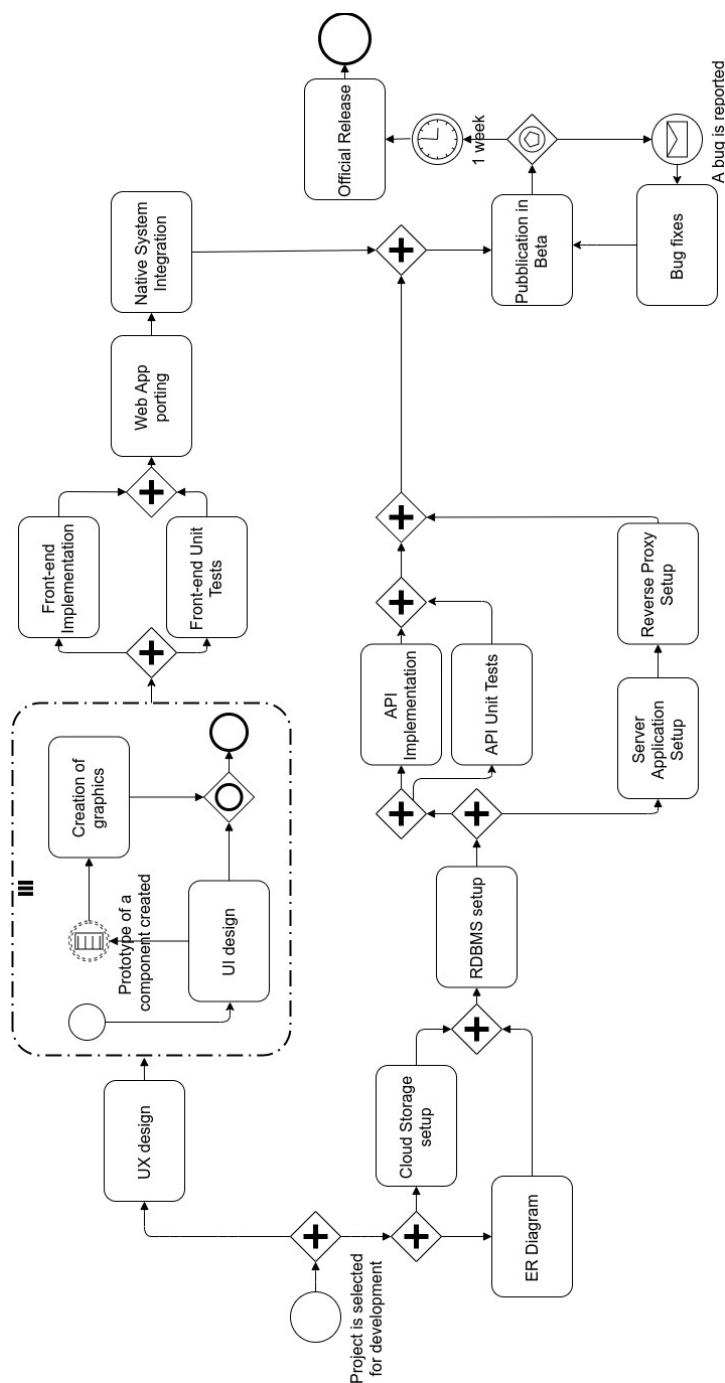 Project is selected
for development
UX design
Prototype of a
component created
UI design
Creation of
graphics
Front-end
Implementation
Front-end Unit
Tests
Web App
porting
Native System
Integration
Cloud Storage
setup
ER Diagram
RDBMS setup
API
Implementation
API Unit Tests
Server
Application
Setup
Reverse Proxy
Setup
Pubblication in
Beta
1 week
Official Release
A bug is reported
Bug fixes